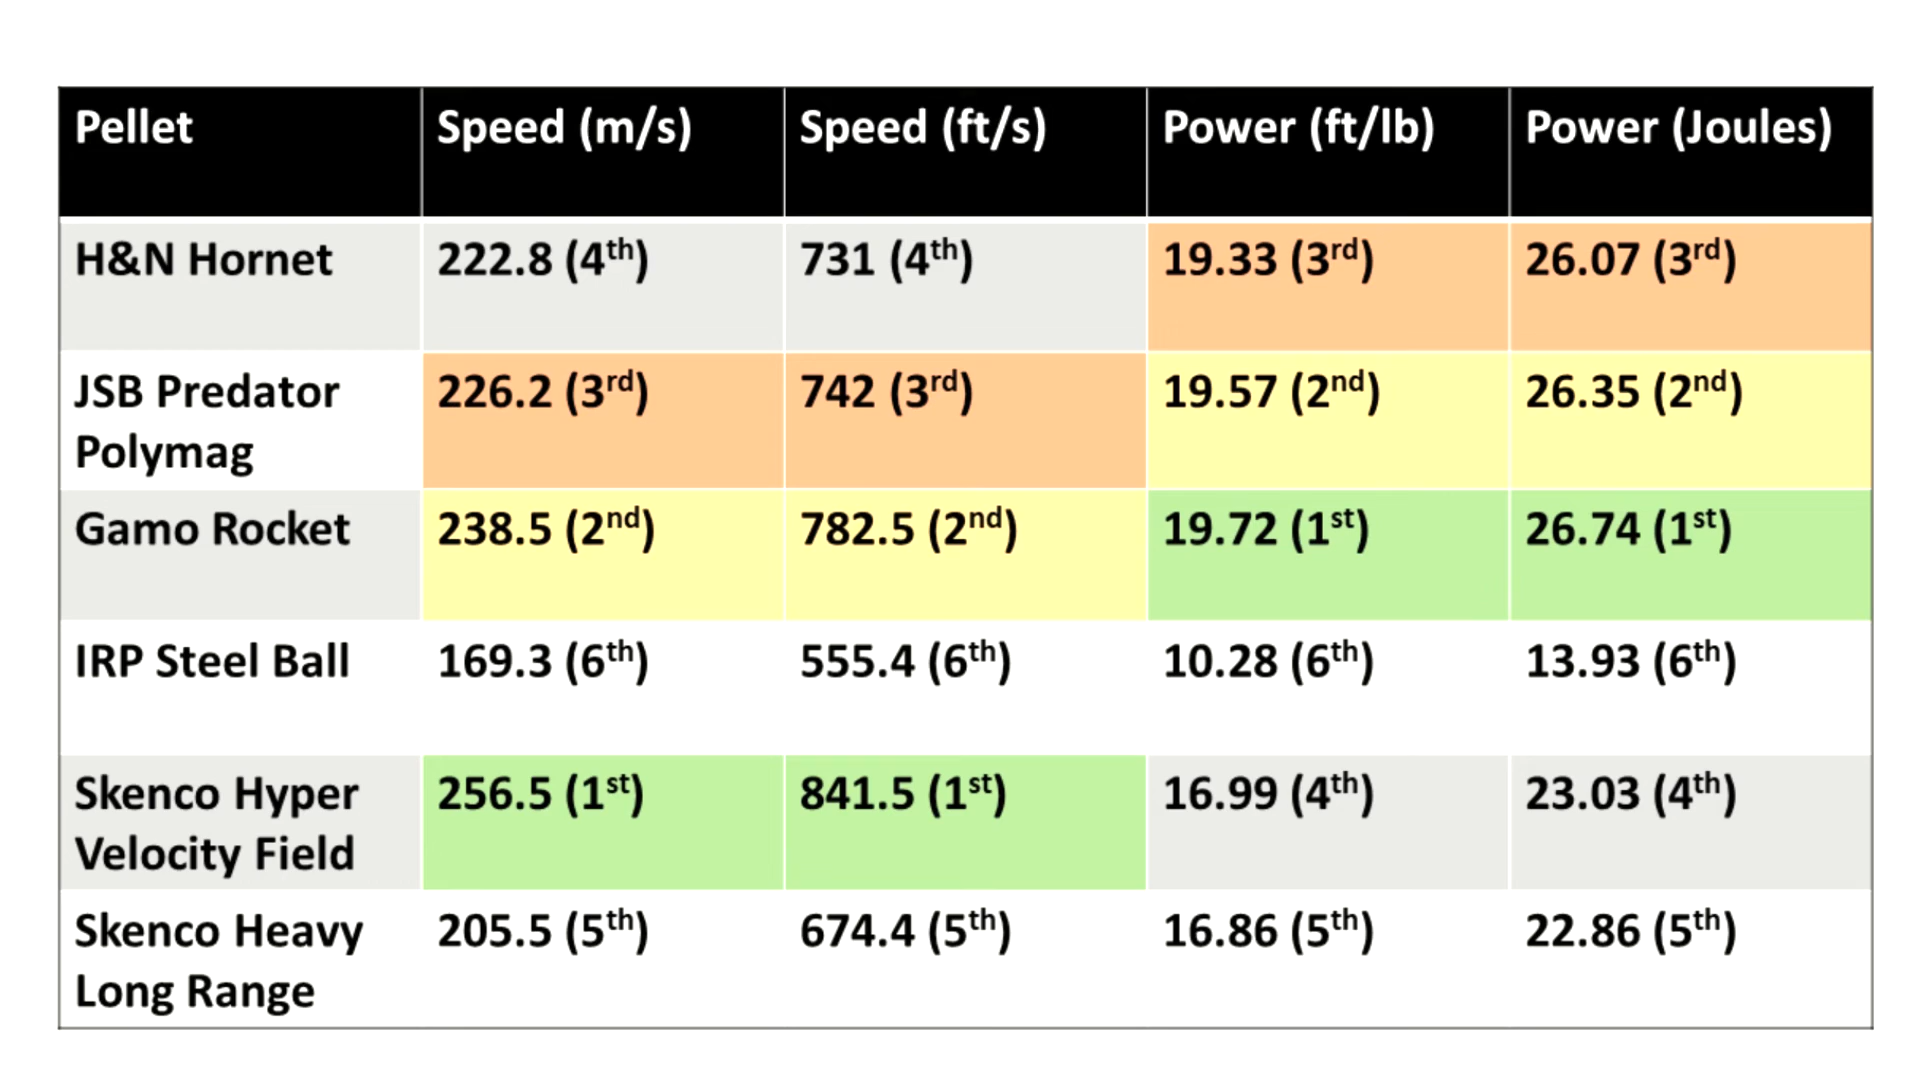 Pellet Speed (m/s) Speed (ft/s) Power (ft/lb) Power (Joules)
H&N Hornet 222.8 (4th) 731 (4th) 19.33 (3rd) 26.07 (3rd)
JSB Predator 226.2 (3rd) 742 (3rd) 19.57 (2nd) 26.35 (2nd)
Polymag
Gamo Rocket 238.5 (2nd) 782.5 (2nd) 19.72 (1st) 26.74 (1st)
IRP Steel Ball 169.3 (6th) 555.4 (6th) 10.28 (6th) 13.93 (6th)
Skenco Hyper 256.5 (1st) 841.5 (1st) 16.99 (4th) 23.03 (4th)
Velocity Field
Skenco Heavy 205.5 (5th) 674.4 (5th) 16.86 (5th) 22.86 (5th)
Long Range